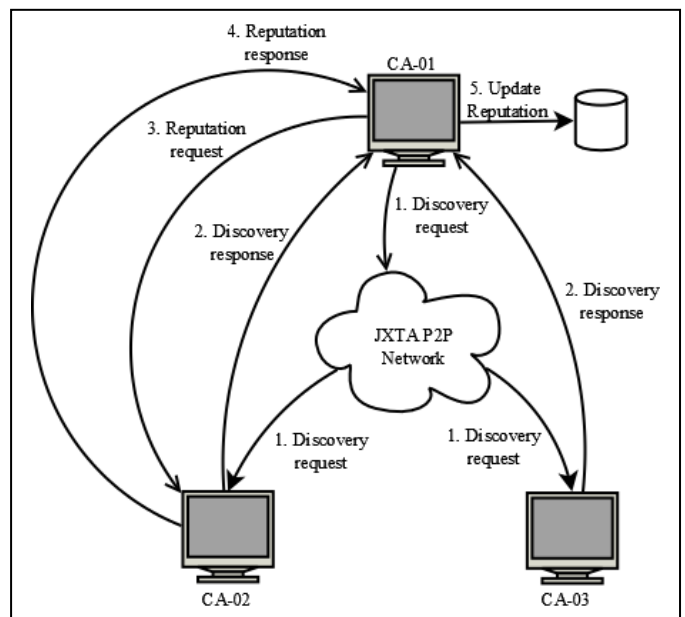 4. Reputation
response
CA-01
5. Update
Reputation
3. Reputation
request
1. Discovery
request
2. Discovery
response
2. Discovery
response
JXTA P2P
Network
1. Discovery
request
1. Discovery
request
CA-02
CA-03